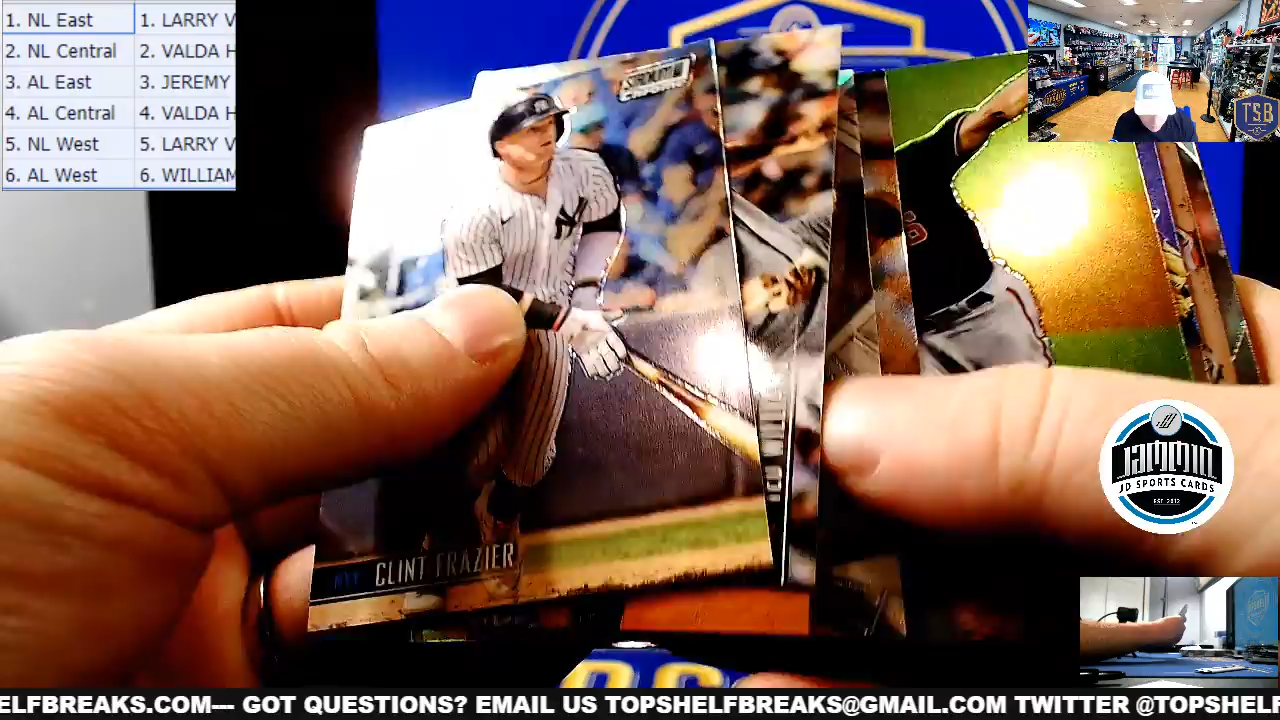 1. NL East 1. LARRY V
2. NL Central 2. VALDA H
3. AL East 3. JEREMY
4. AL Central 4. VALDA H
5. NL West 5. LARRY V
6. AL West 6. WILLIAM
TSB
STADIUM
NYY CLINT FRAZIER
JAMMIN
JD SPORTS CARDS
EST 2012
ELFBREAKS.COM--- GOT QUESTIONS? EMAIL US TOPSHELFBREAKS@GMAIL.COM TWITTER @TOPSHELF